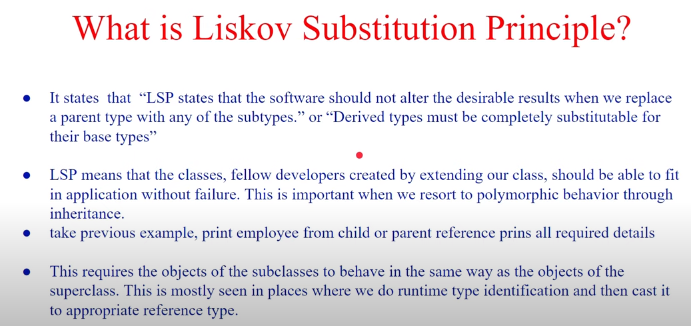 What is Liskov Substitution Principle?
● It states that “LSP states that the software should not alter the desirable results when we replace
a parent type with any of the subtypes.” or “Derived types must be completely substitutable for
their base types”
● LSP means that the classes, fellow developers created by extending our class, should be able to fit
in application without failure. This is important when we resort to polymorphic behavior through
inheritance.
● take previous example, print employee from child or parent reference prins all required details
● This requires the objects of the subclasses to behave in the same way as the objects of the
superclass. This is mostly seen in places where we do runtime type identification and then cast it
to appropriate reference type.